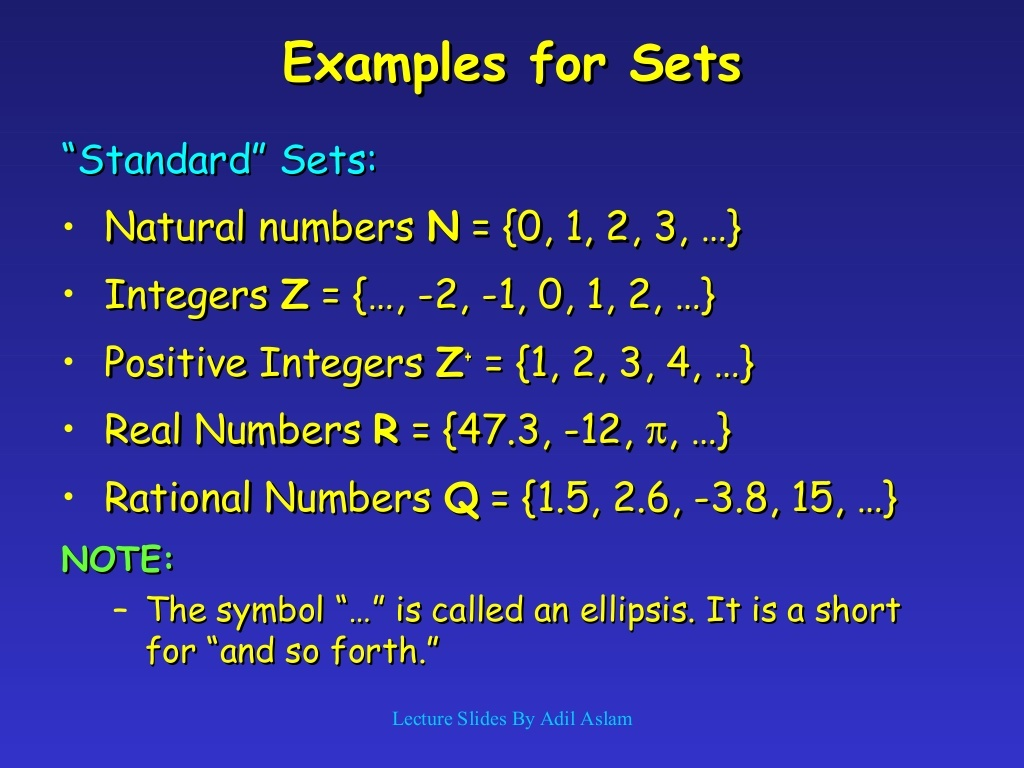 Examples for Sets
“Standard” Sets:
• Natural numbers N = {0, 1, 2, 3, …}
• Integers Z = {…, -2, -1, 0, 1, 2, …}
• Positive Integers Z⁺ = {1, 2, 3, 4, …}
• Real Numbers R = {47.3, -12, π, …}
• Rational Numbers Q = {1.5, 2.6, -3.8, 15, …}
NOTE:
– The symbol “…” is called an ellipsis. It is a short
for “and so forth.”
Lecture Slides By Adil Aslam